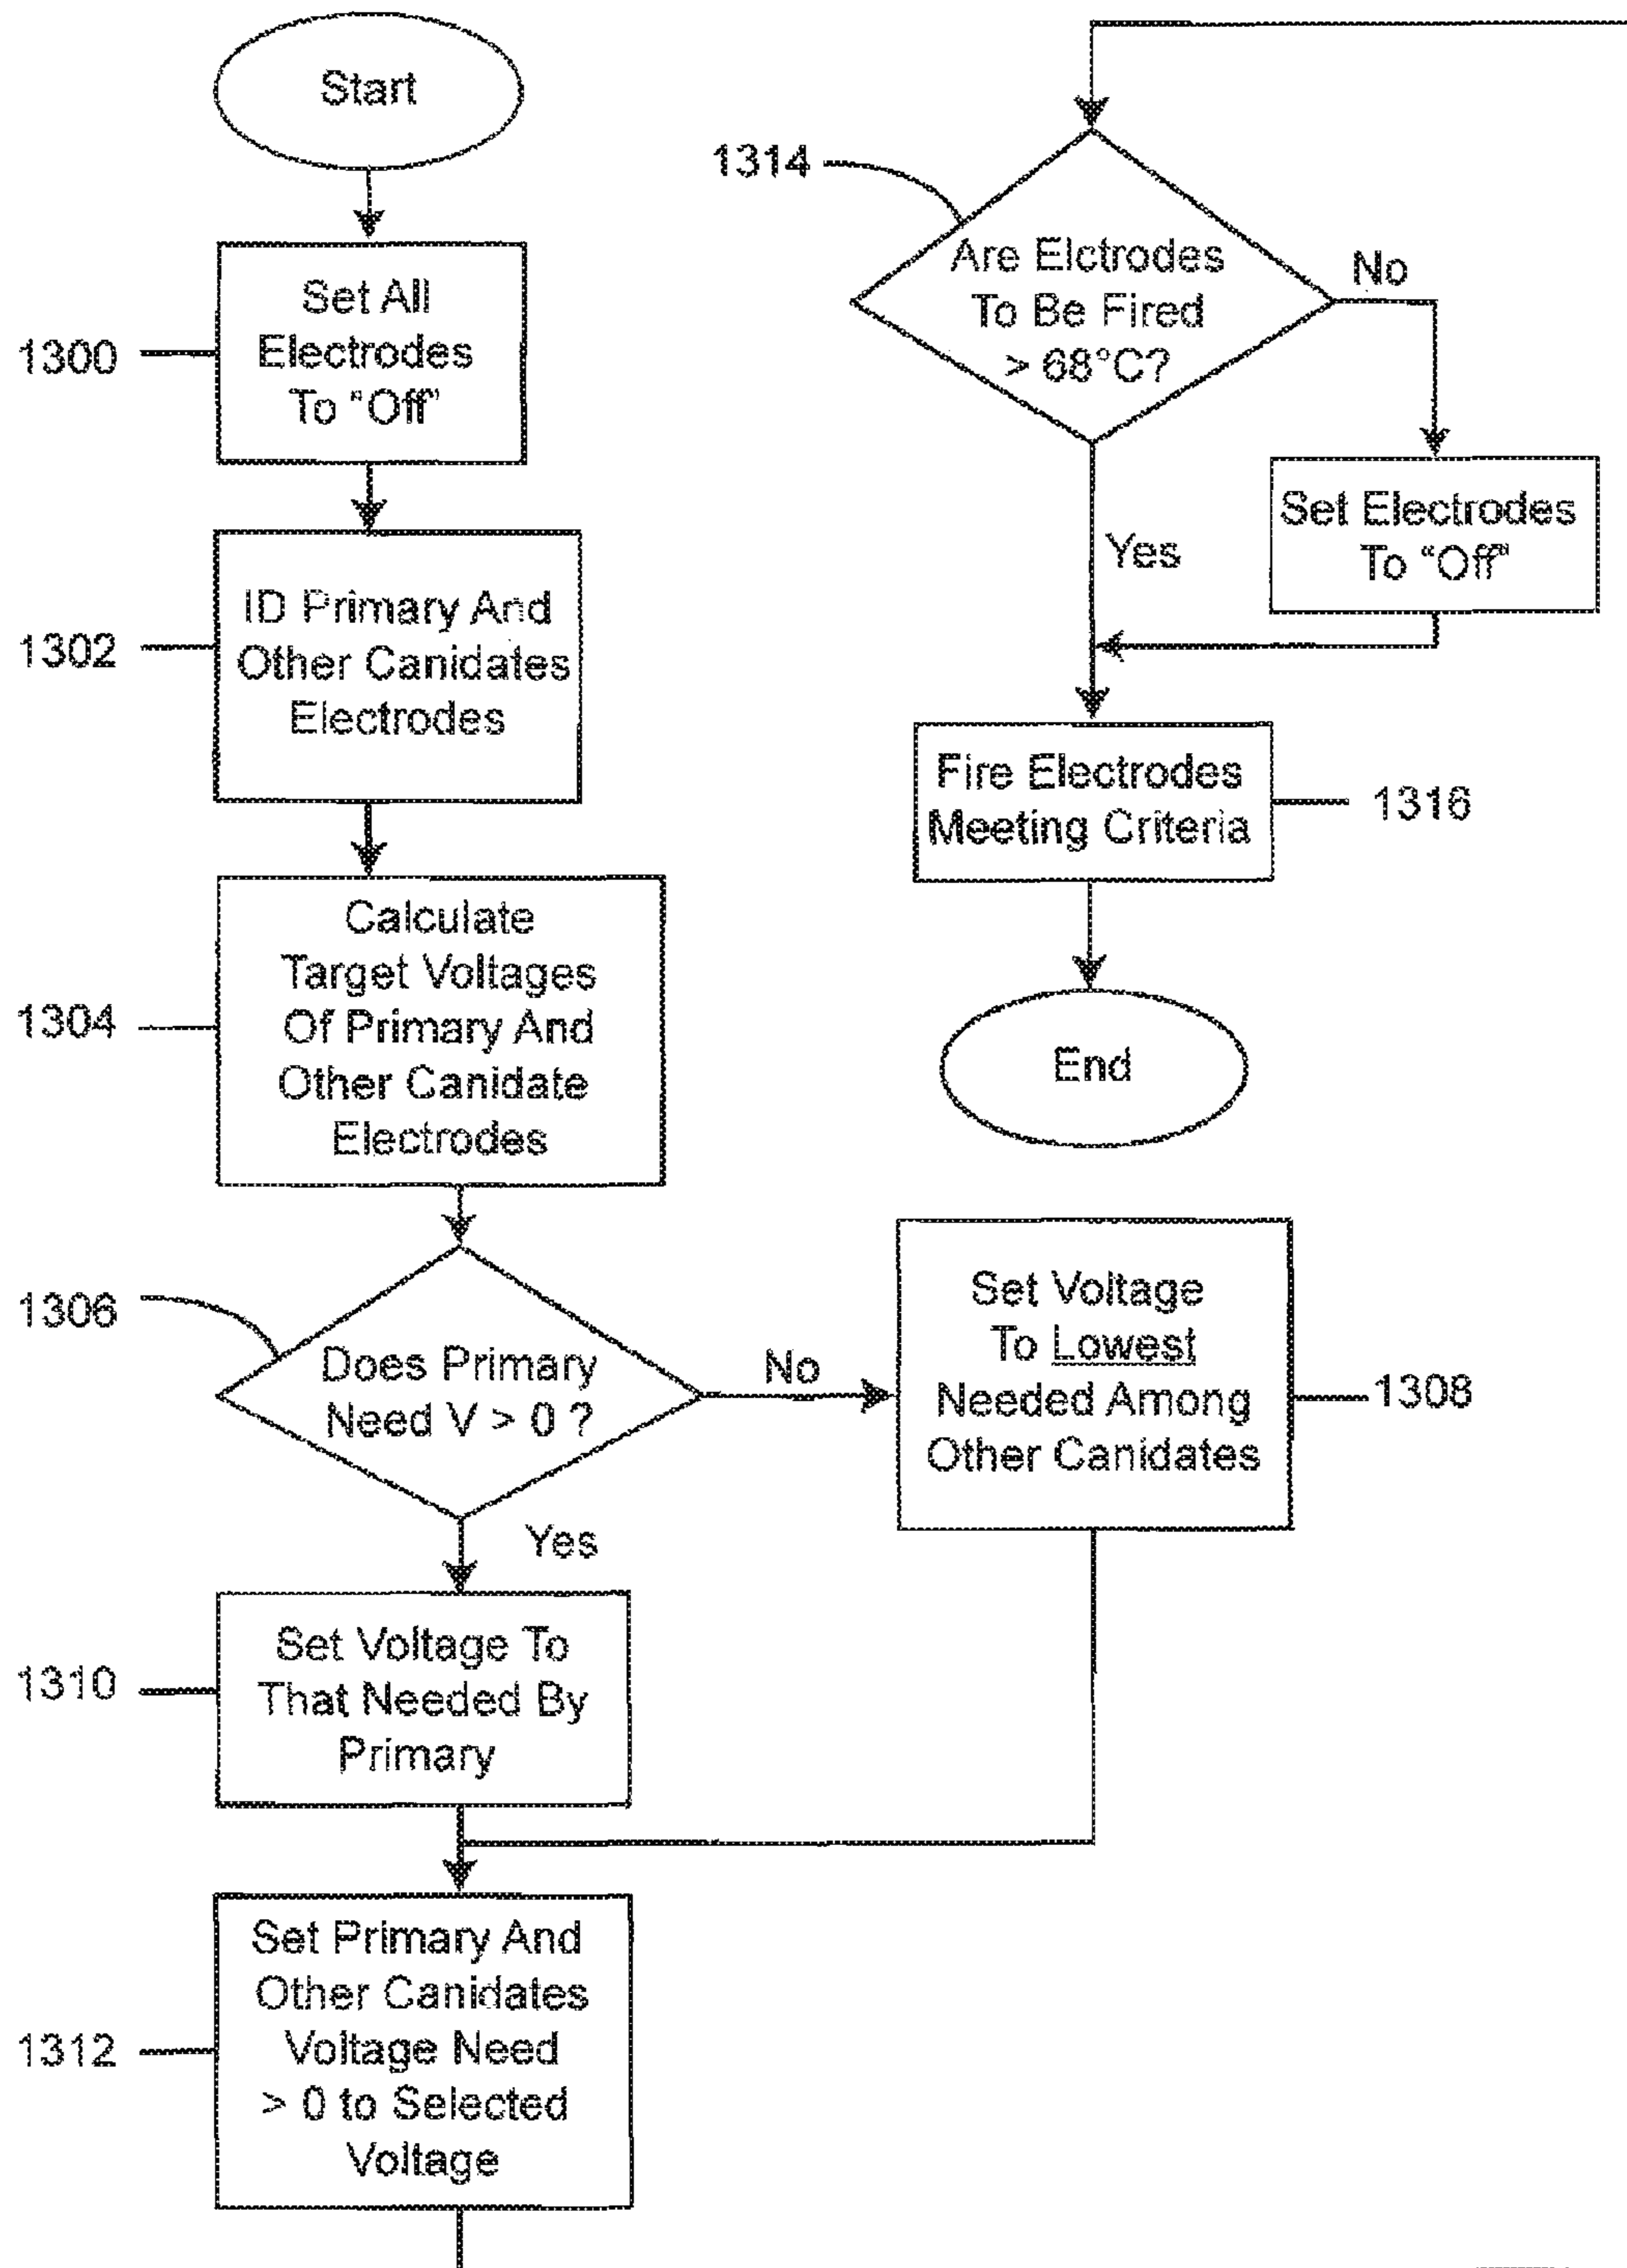 Start
1300
Set All
Electrodes
To “Off”
1302
ID Primary And
Other Canidates
Electrodes
1304
Calculate
Target Voltages
Of Primary And
Other Canidate
Electrodes
1306
Does Primary
Need V > 0 ?
No
Yes
Set Voltage
To Lowest
Needed Among
Other Canidates
1308
1310
Set Voltage To
That Needed By
Primary
1312
Set Primary And
Other Canidates
Voltage Need
> 0 to Selected
Voltage
1314
Are Elctrodes
To Be Fired
> 68°C?
No
Set Electrodes
To “Off”
Yes
Fire Electrodes
Meeting Criteria
1316
End